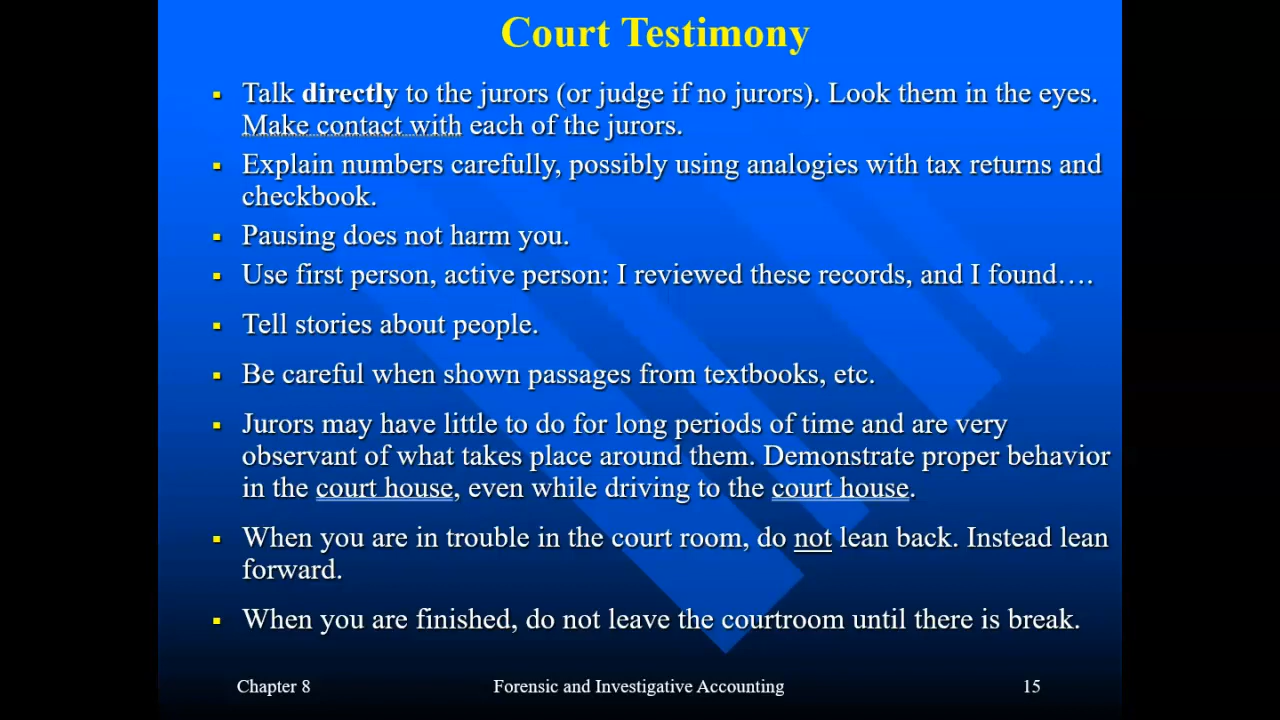 Court Testimony
▪ Talk directly to the jurors (or judge if no jurors). Look them in the eyes.
Make contact with each of the jurors.
▪ Explain numbers carefully, possibly using analogies with tax returns and
checkbook.
▪ Pausing does not harm you.
▪ Use first person, active person: I reviewed these records, and I found….
▪ Tell stories about people.
▪ Be careful when shown passages from textbooks, etc.
▪ Jurors may have little to do for long periods of time and are very
observant of what takes place around them. Demonstrate proper behavior
in the court house, even while driving to the court house.
▪ When you are in trouble in the court room, do not lean back. Instead lean
forward.
▪ When you are finished, do not leave the courtroom until there is break.
Chapter 8 Forensic and Investigative Accounting 15